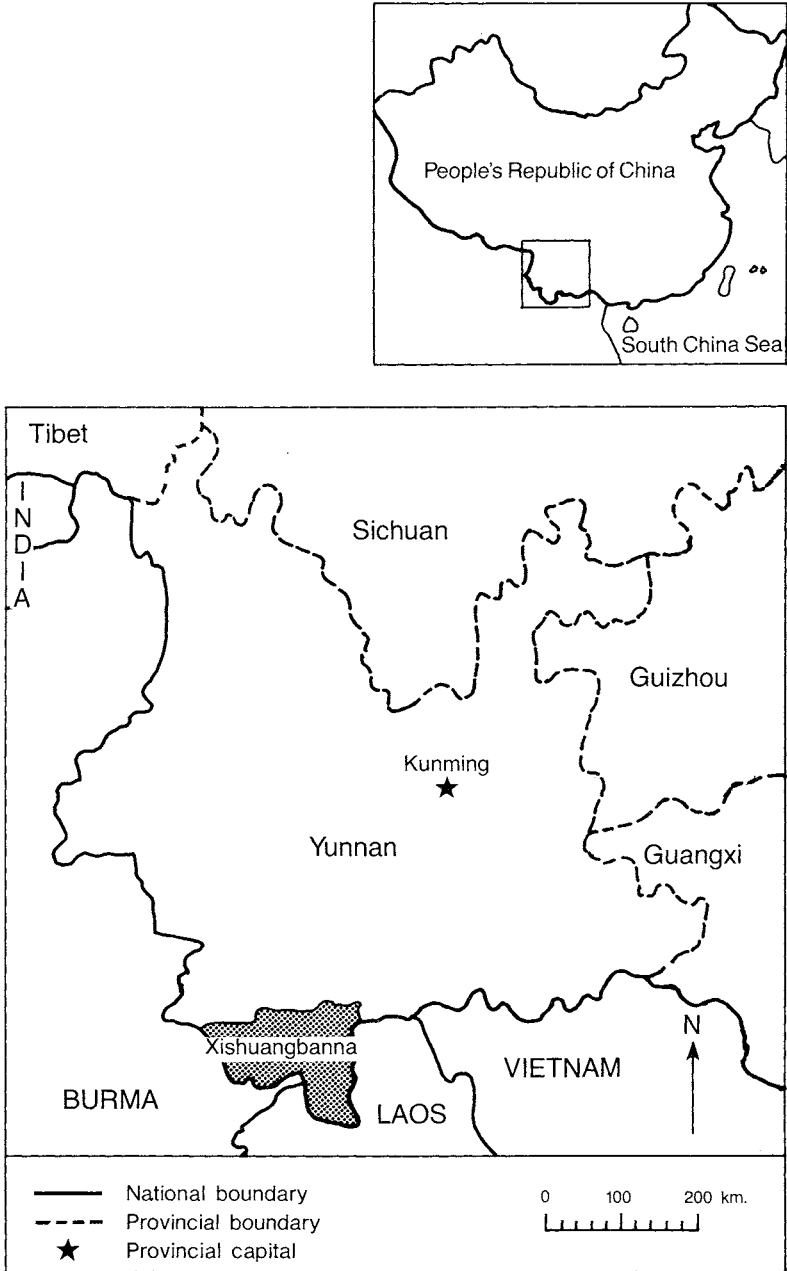 People's Republic of China
South China Sea
Tibet
INDIA
Sichuan
Guizhou
Kunming
Yunnan
Guangxi
N
Xishuangbanna
VIETNAM
BURMA
LAOS
National boundary
0 100 200 km.
Provincial boundary
Provincial capital